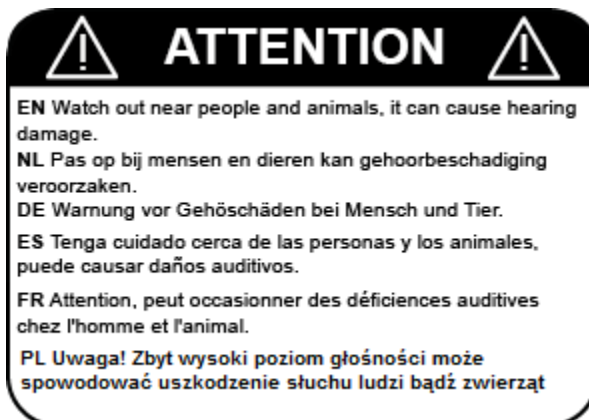 ATTENTION
EN Watch out near people and animals, it can cause hearing
damage.
NL Pas op bij mensen en dieren kan gehoorbeschadiging
veroorzaken.
DE Warnung vor Gehöschäden bei Mensch und Tier.
ES Tenga cuidado cerca de las personas y los animales,
puede causar daños auditivos.
FR Attention, peut occasionner des déficiences auditives
chez l'homme et l'animal.
PL Uwaga! Zbyt wysoki poziom głośności może
spowodować uszkodzenie słuchu ludzi bądź zwierząt